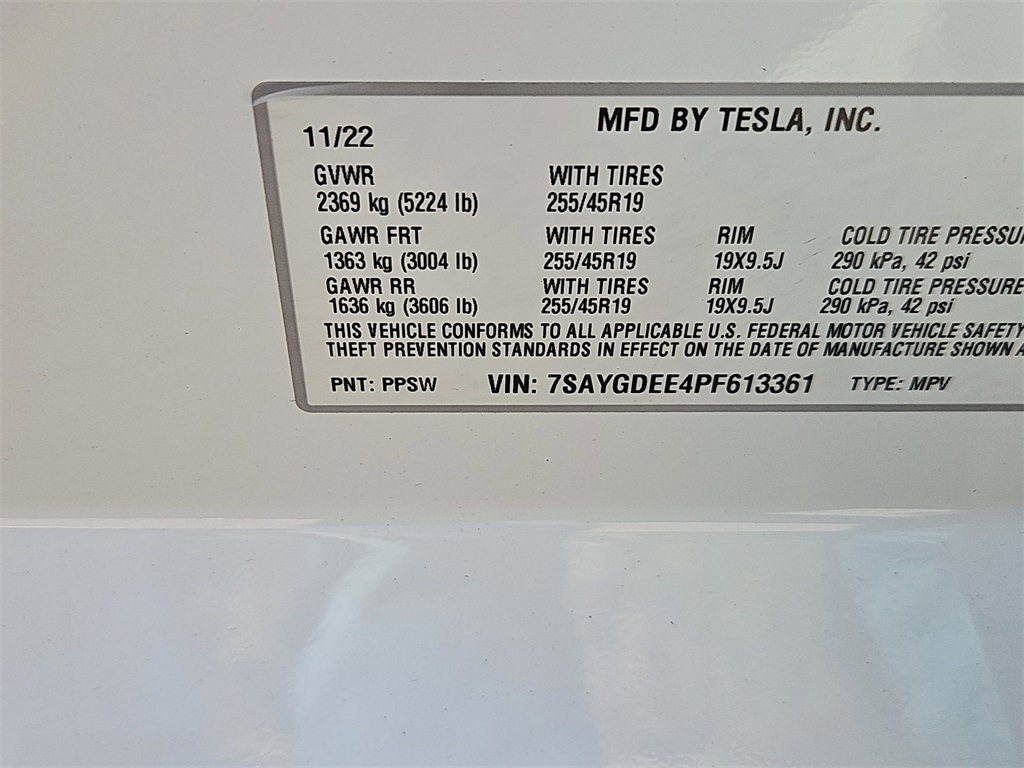 MFD BY TESLA, INC.
11/22
GVWR WITH TIRES
2369 kg (5224 lb) 255/45R19
GAWR FRT WITH TIRES RIM COLD TIRE PRESSU
1363 kg (3004 lb) 255/45R19 19X9.5J 290 kPa, 42 psi
GAWR RR WITH TIRES RIM COLD TIRE PRESSURE
1636 kg (3606 lb) 255/45R19 19X9.5J 290 kPa, 42 psi
THIS VEHICLE CONFORMS TO ALL APPLICABLE U.S. FEDERAL MOTOR VEHICLE SAFETY
THEFT PREVENTION STANDARDS IN EFFECT ON THE DATE OF MANUFACTURE SHOWN A
PNT: PPSW VIN: 7SAYGDEE4PF613361 TYPE: MPV